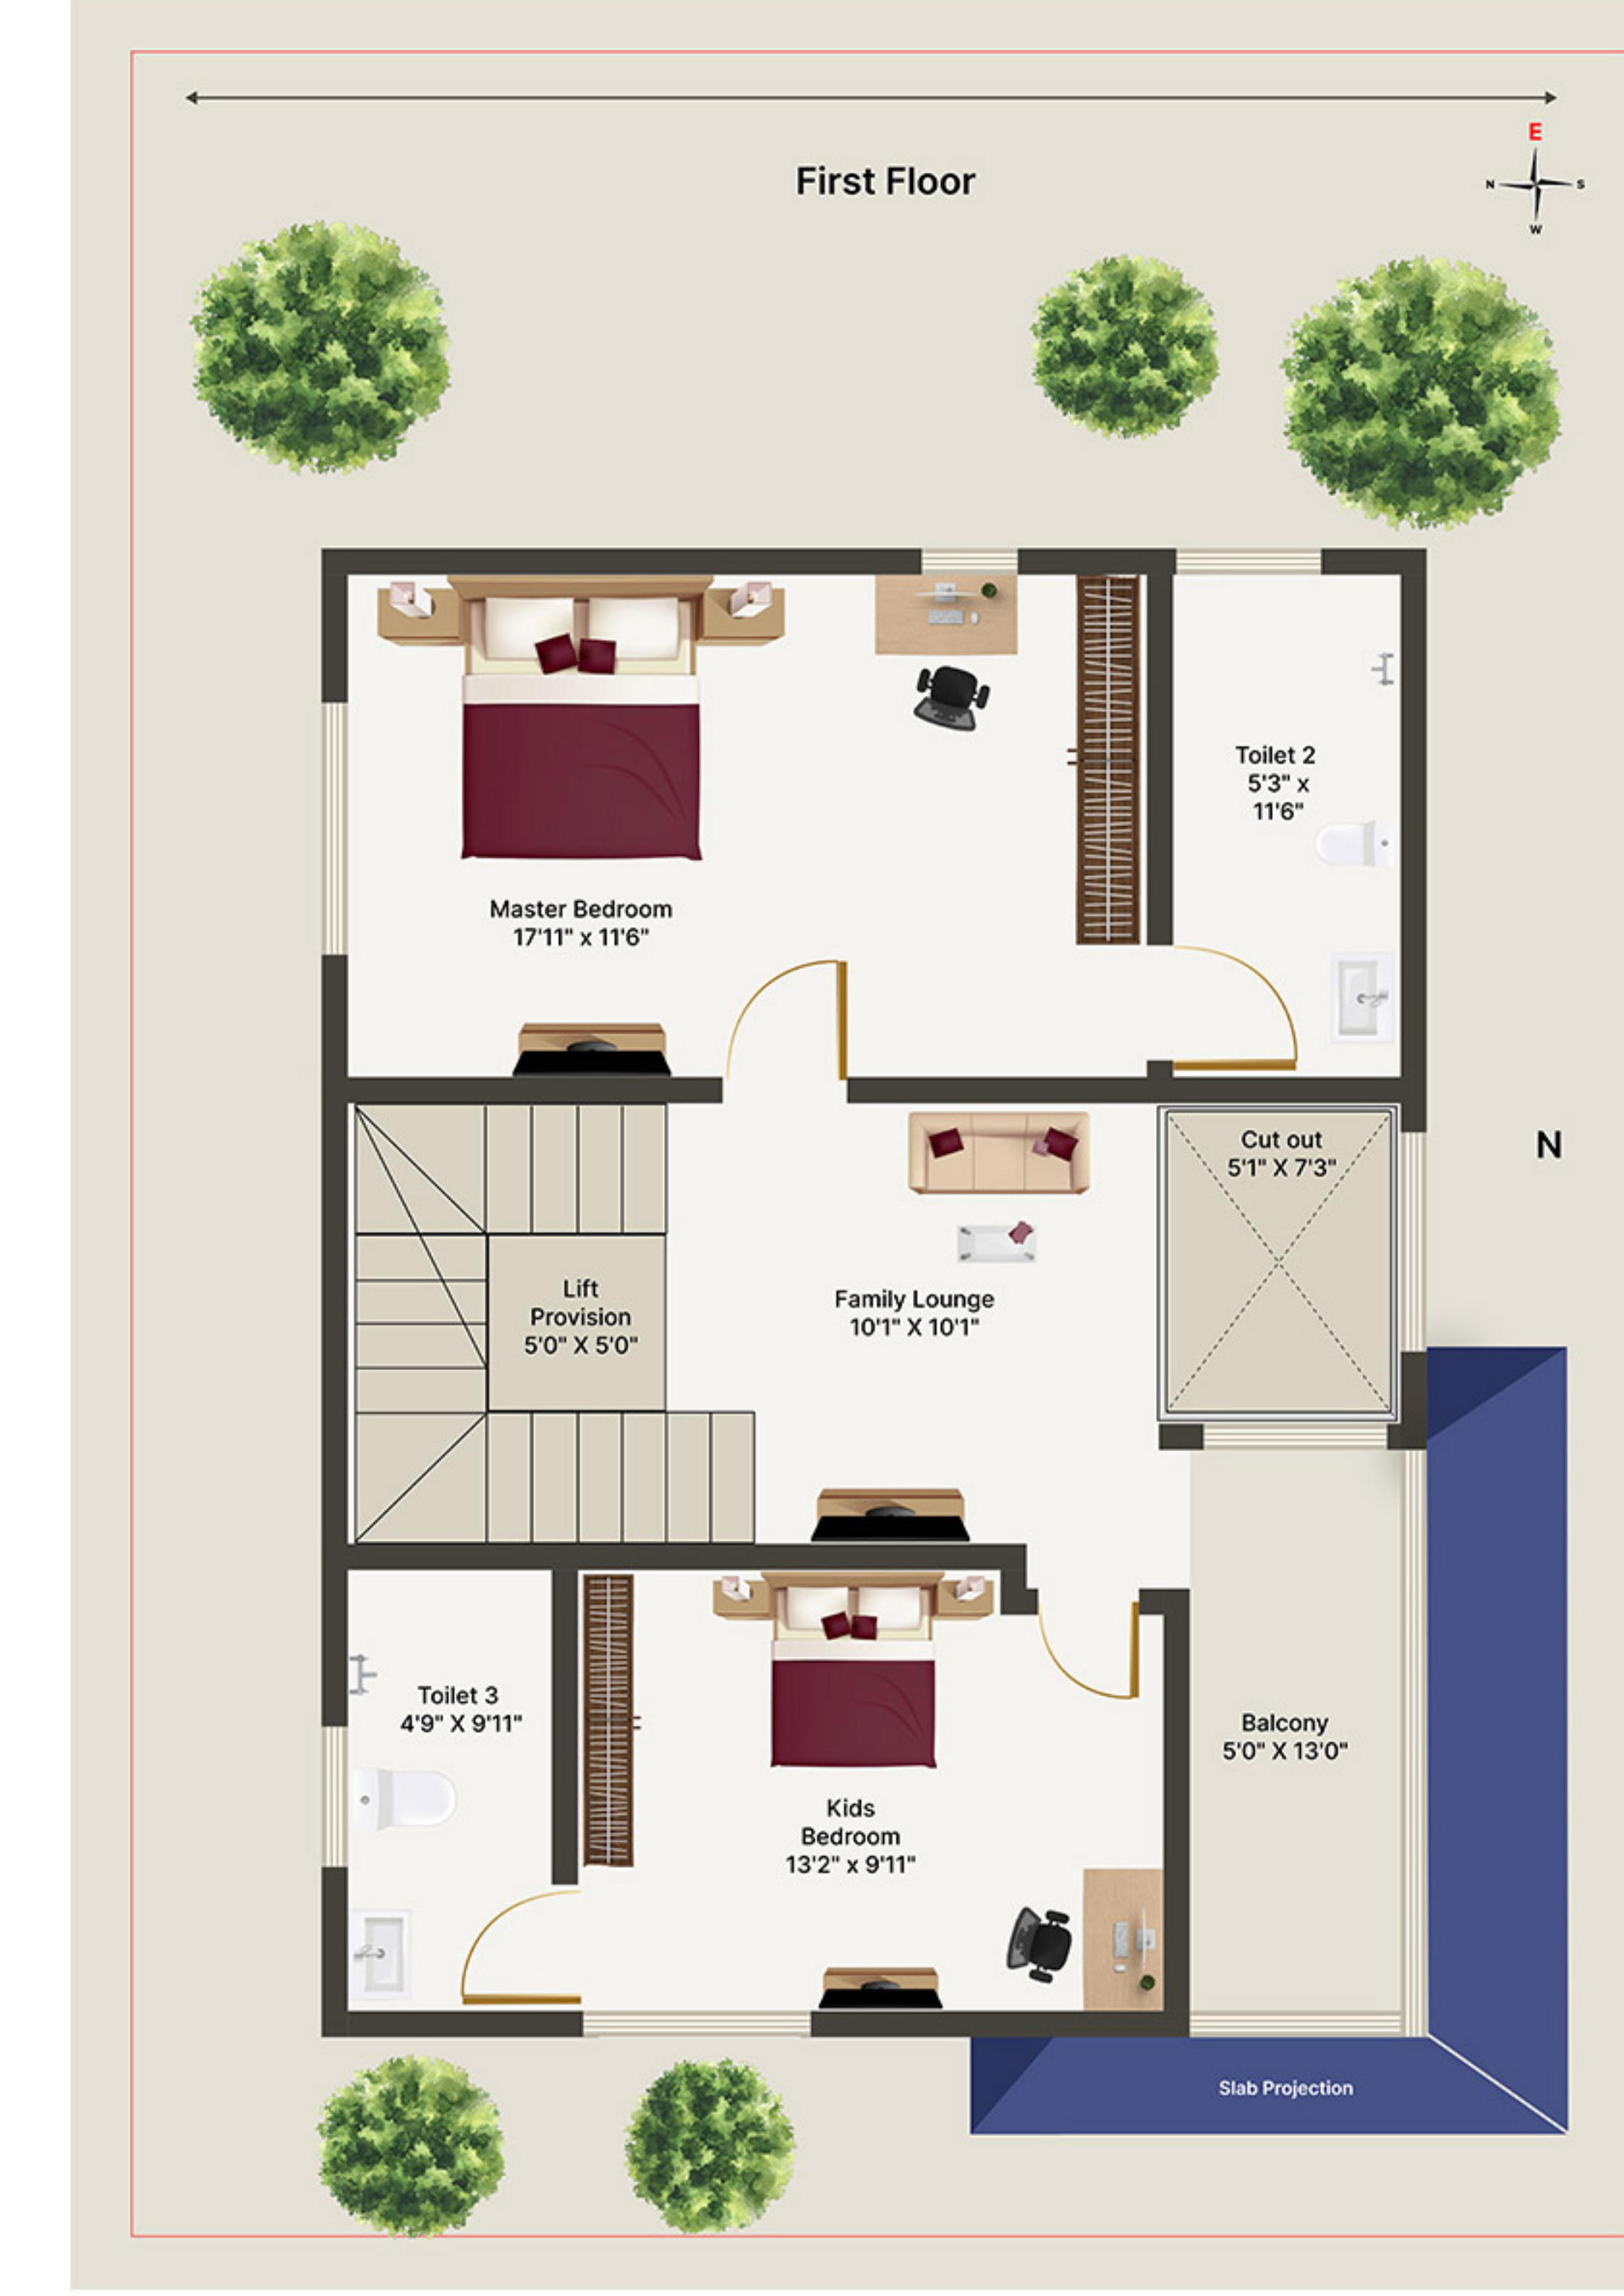 First Floor
E
N
S
W
Toilet 2
5'3" x
11'6"
Master Bedroom
17'11" x 11'6"
Cut out
5'1" X 7'3"
N
Lift
Provision
5'0" X 5'0"
Family Lounge
10'1" X 10'1"
Toilet 3
4'9" X 9'11"
Balcony
5'0" X 13'0"
Kids
Bedroom
13'2" x 9'11"
Slab Projection